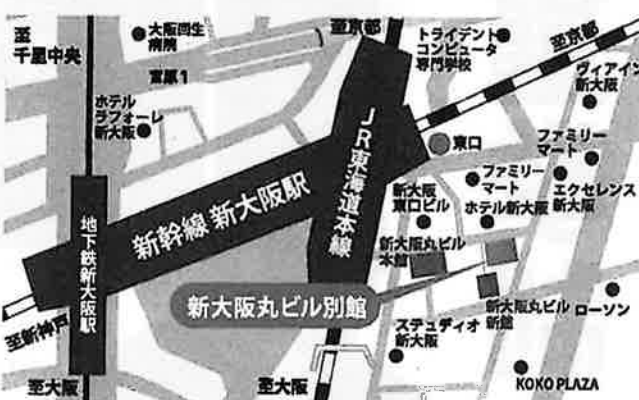 至
千里中央
大阪回生
病院
宮原1
至京都
トライデント
コンピュータ
専門学校
至京都
ヴィアイン
新大阪
ホテル
ラフォーレ
新大阪
JR東海道本線
東口
ファミリー
マート
新幹線 新大阪駅
ファミリー
マート
エクセレンス
新大阪
新大阪
東口ビル
ホテル新大阪
地下鉄新大阪駅
新大阪丸ビル
本館
新大阪丸ビル別館
新大阪丸ビル
新館
ローソン
至新神戸
ステュディオ
新大阪
至大阪
至大阪
KOKO PLAZA